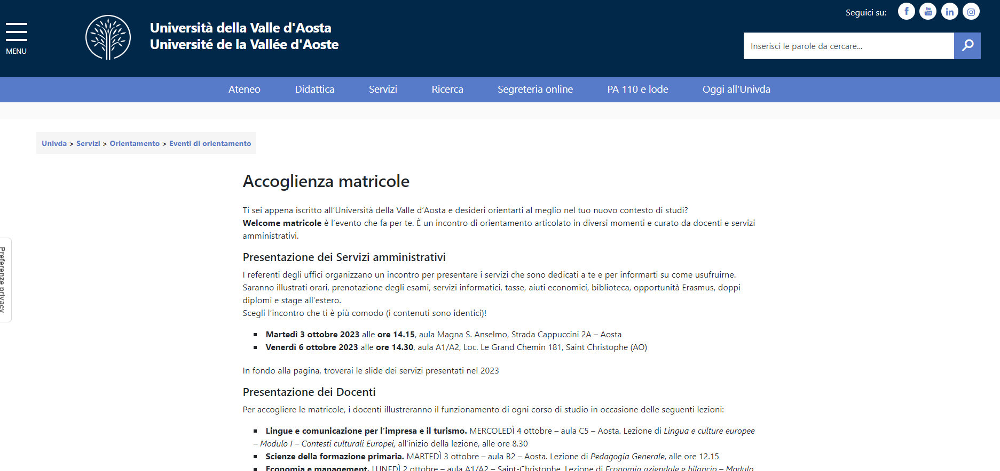 Seguici su:
MENU
Università della Valle d'Aosta
Université de la Vallée d'Aoste
Inserisci le parole da cercare...
Ateneo Didattica Servizi Ricerca Segreteria online PA 110 e lode Oggi all'Univda
Univda > Servizi > Orientamento > Eventi di orientamento
Accoglienza matricole
Ti sei appena iscritto all'Università della Valle d'Aosta e desideri orientarti al meglio nel tuo nuovo contesto di studi?
Welcome matricole è l'evento che fa per te. È un incontro di orientamento articolato in diversi momenti e curato da docenti e servizi
amministrativi.
Presentazione dei Servizi amministrativi
I referenti degli uffici organizzano un incontro per presentare i servizi che sono dedicati a te e per informarti su come usufruirne.
Saranno illustrati orari, prenotazione degli esami, servizi informatici, tasse, aiuti economici, biblioteca, opportunità Erasmus, doppi
diplomi e stage all'estero.
Scegli l'incontro che ti è più comodo (i contenuti sono identici)!
▪ Martedì 3 ottobre 2023 alle ore 14.15, aula Magna S. Anselmo, Strada Cappuccini 2A – Aosta
▪ Venerdì 6 ottobre 2023 alle ore 14.30, aula A1/A2, Loc. Le Grand Chemin 181, Saint Christophe (AO)
In fondo alla pagina, troverai le slide dei servizi presentati nel 2023
Presentazione dei Docenti
Per accogliere le matricole, i docenti illustreranno il funzionamento di ogni corso di studio in occasione delle seguenti lezioni:
▪ Lingue e comunicazione per l'impresa e il turismo. MERCOLEDÌ 4 ottobre – aula C5 – Aosta. Lezione di Lingua e culture europee
– Modulo I – Contesti culturali Europei, all'inizio della lezione, alle ore 8.30
▪ Scienze della formazione primaria. MARTEDÌ 3 ottobre – aula B2 – Aosta. Lezione di Pedagogia Generale, alle ore 12.15
▪ Economia e management. LUNEDÌ 2 ottobre – aula A1/A2 – Saint-Christophe. Lezione di Economia aziendale e bilancio – Modulo
Preferenze privacy